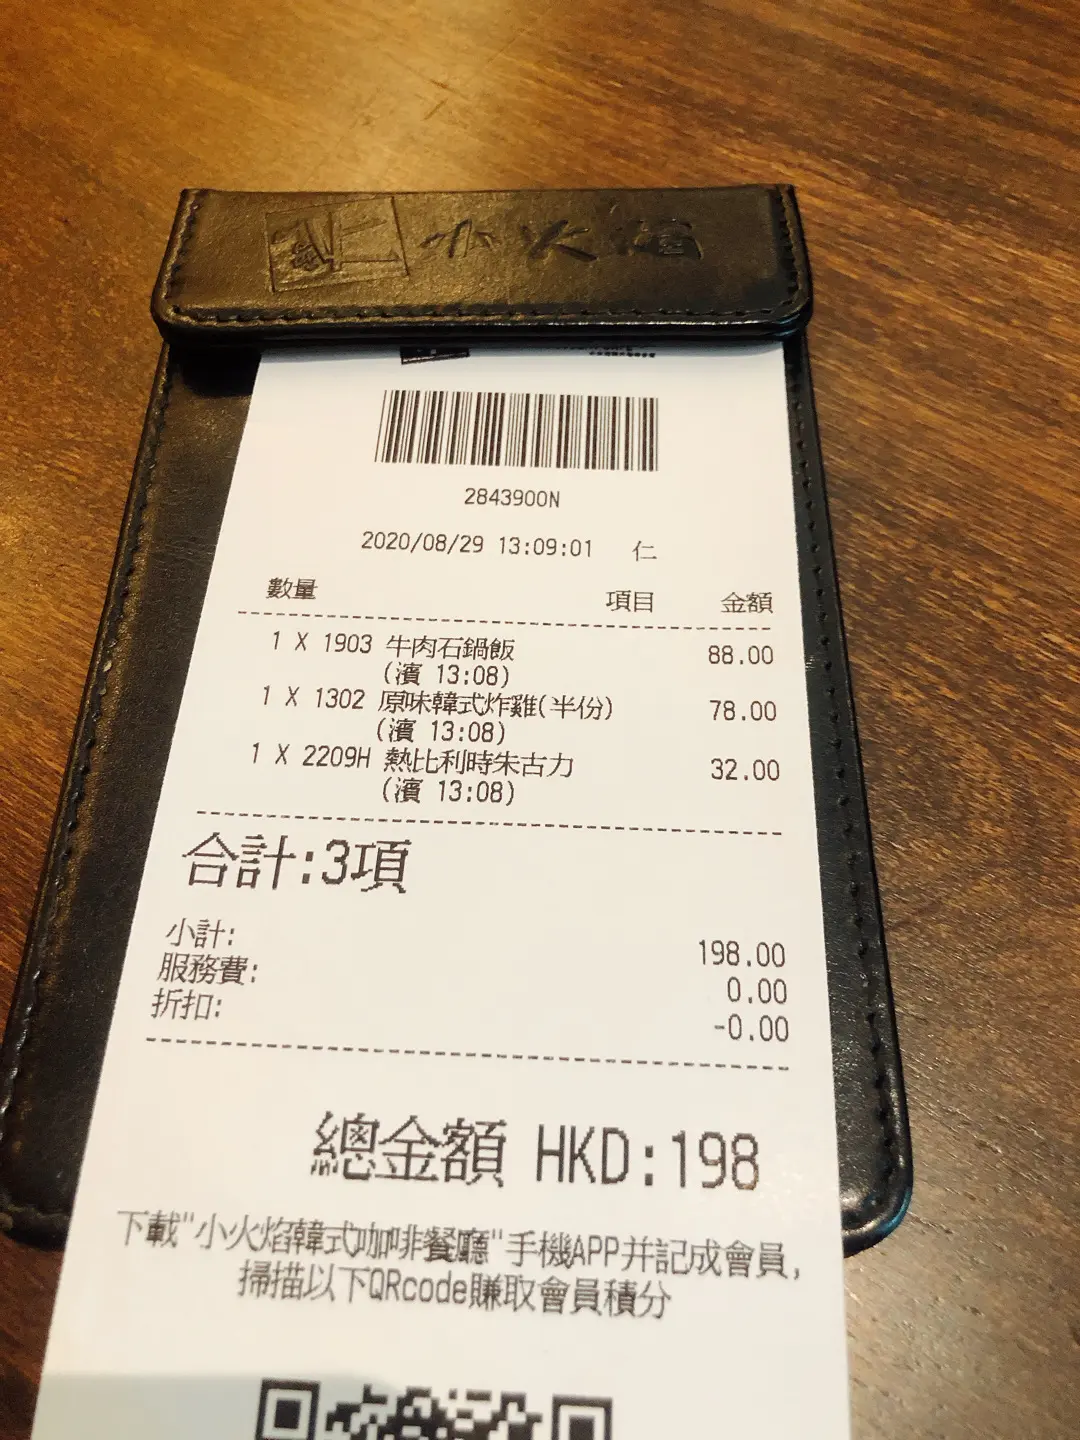 2843900N
2020/08/29 13:09:01 仁
數量 項目 金額
1 X 1903 牛肉石鍋飯 88.00
(濱 13:08)
1 X 1302 原味韓式炸雞(半份) 78.00
(濱 13:08)
1 X 2209H 熱比利時朱古力 32.00
(濱 13:08)
合計:3項
小計: 198.00
服務費: 0.00
折扣: -0.00
總金額 HKD:198
下載"小火焰韓式咖啡餐廳"手機APP并記成會員,
掃描以下QRcode賺取會員積分